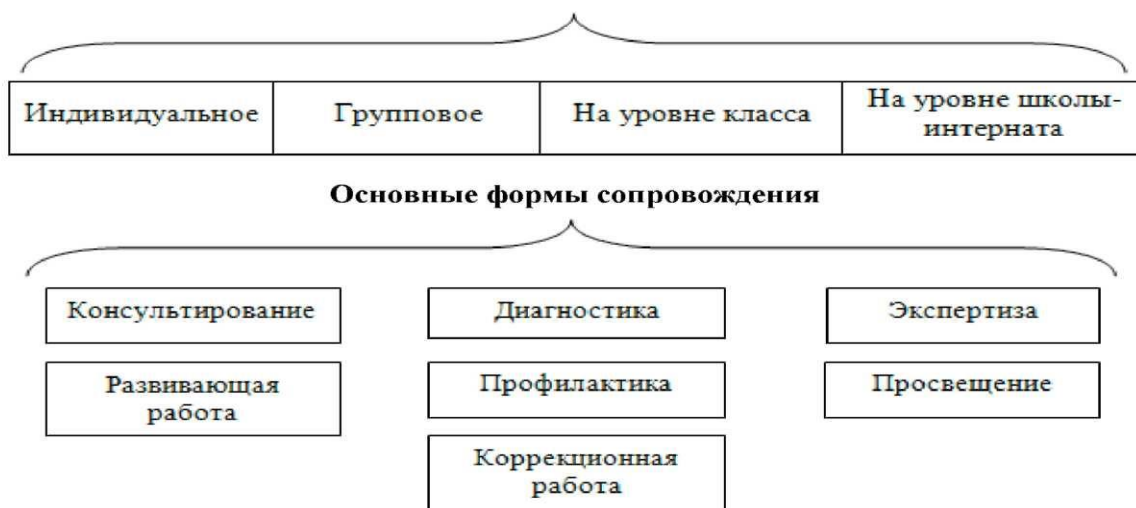 Индивидуальное
Групповое
На уровне класса
На уровне школы-
интерната
Основные формы сопровождения
Консультирование
Диагностика
Экспертиза
Развивающая
работа
Профилактика
Просвещение
Коррекционная
работа